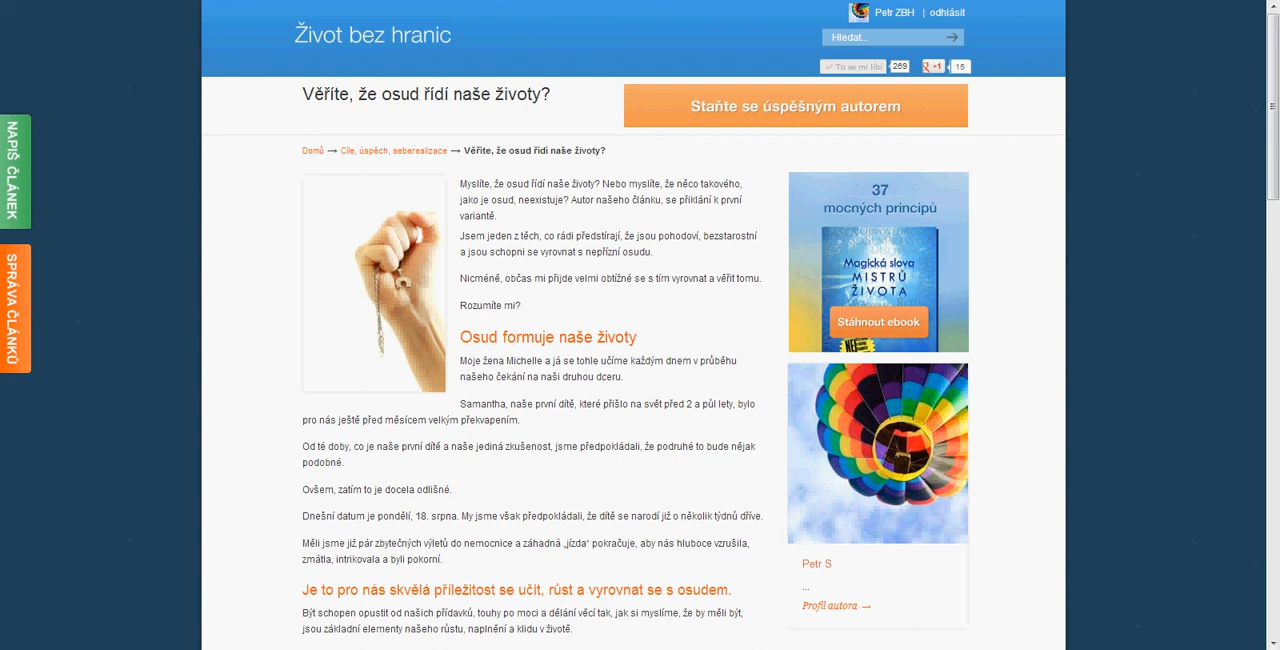 Život bez hranic
Petr ZBH | odhlásit
Hledat...
To se mi líbí 269 +1 15
Věříte, že osud řídí naše životy?
Staňte se úspěšným autorem
NAPIŠ ČLÁNEK
SPRÁVA ČLÁNKŮ
Domů → Cíle, úspěch, seberealizace → Věříte, že osud řídí naše životy?
Myslíte, že osud řídí naše životy? Nebo myslíte, že něco takového,
jako je osud, neexistuje? Autor našeho článku, se přiklání k první
variantě.
Jsem jeden z těch, co rádi předstírají, že jsou pohodoví, bezstarostní
a jsou schopni se vyrovnat s nepřízní osudu.
Nicméně, občas mi přijde velmi obtížné se s tím vyrovnat a věřit tomu.
Rozumíte mi?
Osud formuje naše životy
Moje žena Michelle a já se tohle učíme každým dnem v průběhu
našeho čekání na naši druhou dceru.
Samantha, naše první dítě, které přišlo na svět před 2 a půl lety, bylo
pro nás ještě před měsícem velkým překvapením.
Od té doby, co je naše první dítě a naše jediná zkušenost, jsme předpokládali, že podruhé to bude nějak
podobné.
Ovšem, zatím to je docela odlišné.
Dnešní datum je pondělí, 18. srpna. My jsme však předpokládali, že dítě se narodí již o několik týdnů dříve.
Měli jsme již pár zbytečných výletů do nemocnice a záhadná „jízda“ pokračuje, aby nás hluboce vzrušila,
zmátla, intrikovala a byli pokorní.
Je to pro nás skvělá příležitost se učit, růst a vyrovnat se s osudem.
Být schopen opustit od našich přídavků, touhy po moci a dělání věcí tak, jak si myslíme, že by měli být,
jsou základní elementy našeho růstu, naplnění a klidu v životě.
37
mocných principů
Magická slova
MISTRŮ
ŽIVOTA
Stáhnout ebook
Petr S
...
Profil autora →